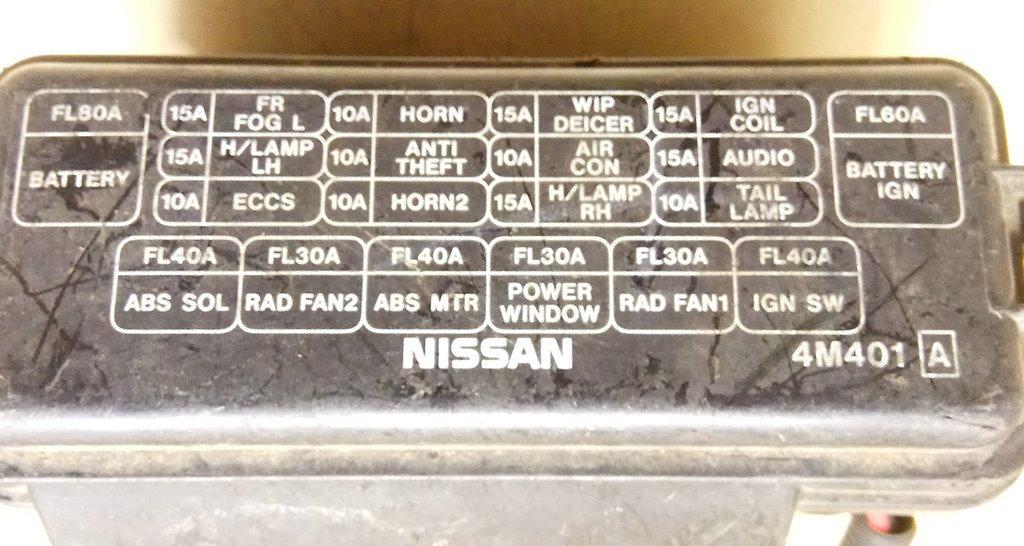 FL80A
BATTERY
15A FR FOG L
10A HORN
15A WIP DEICER
15A IGN COIL
FL60A
BATTERY IGN
15A H/LAMP LH
10A ANTI THEFT
10A AIR CON
15A AUDIO
10A ECCS
10A HORN2
15A H/LAMP RH
10A TAIL LAMP
FL40A FL30A FL40A FL30A FL30A FL40A
ABS SOL RAD FAN2 ABS MTR POWER WINDOW RAD FAN1 IGN SW
NISSAN
4M401 A